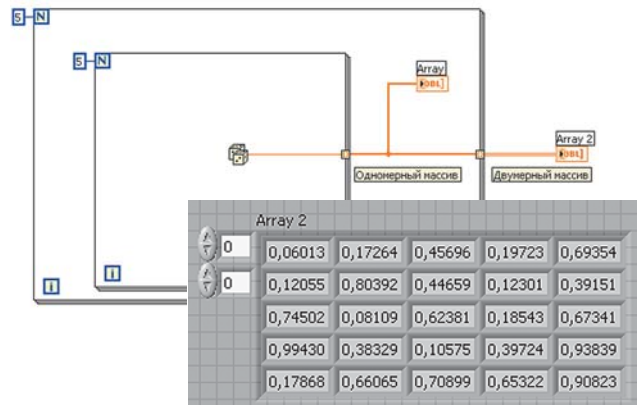 5 N
5 N
Array
DBL]
Array 2
DBL]
Одномерный массив
Двумерный массив
i
i
Array 2
0
0,06013 0,17264 0,45696 0,19723 0,69354
0
0,12055 0,80392 0,44659 0,12301 0,39151
0,74502 0,08109 0,62381 0,18543 0,67341
0,99430 0,38329 0,10575 0,39724 0,93839
0,17868 0,66065 0,70899 0,65322 0,90823